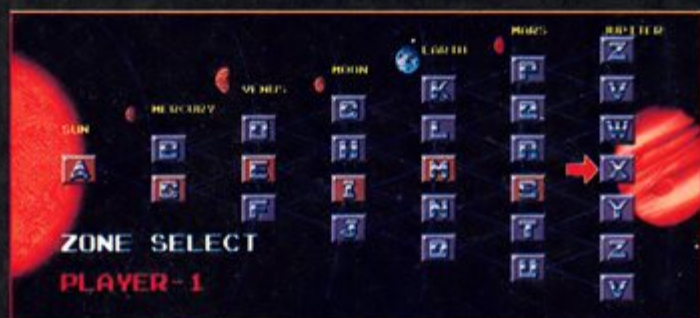 SUN
A
MERCURY
B
C
VENUS
D
E
F
MOON
G
H
I
J
EARTH
K
L
M
N
O
MARS
P
Q
R
S
T
U
JUPITER
Z
V
W
X
Y
Z
V
ZONE SELECT
PLAYER-1